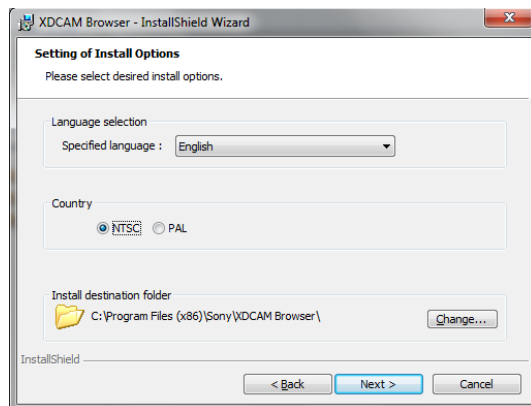 XDCAM Browser - InstallShield Wizard
Setting of Install Options
Please select desired install options.
Language selection
Specified language : English
Country
NTSC PAL
Install destination folder
C:\Program Files (x86)\Sony\XDCAM Browser\ Change...
InstallShield
< Back Next > Cancel